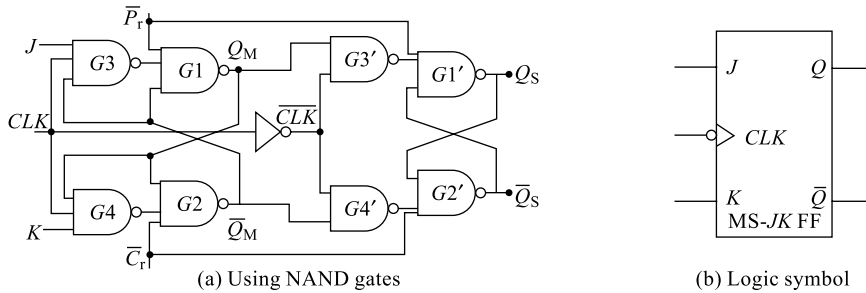 P̅r
J
G3
G1
QM
G3′
G1′
QS
CLK
C̅L̅K̅
G4
G2
G4′
G2′
Q̅S
K
Q̅M
C̅r
(a) Using NAND gates
J
Q
CLK
K
Q̅
MS-JK FF
(b) Logic symbol